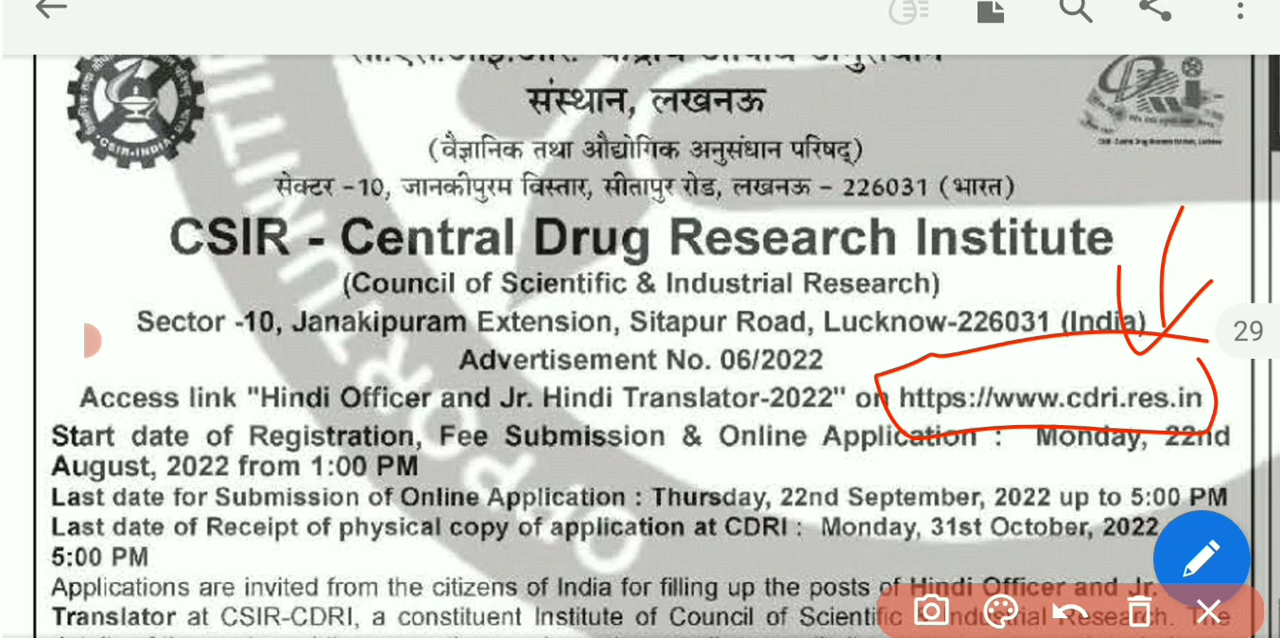 संस्थान, लखनऊ
(वैज्ञानिक तथा औद्योगिक अनुसंधान परिषद्)
सेक्टर -10, जानकीपुरम विस्तार, सीतापुर रोड, लखनऊ - 226031 (भारत)
CSIR - Central Drug Research Institute
(Council of Scientific & Industrial Research)
Sector -10, Janakipuram Extension, Sitapur Road, Lucknow-226031 (India)
Advertisement No. 06/2022
Access link "Hindi Officer and Jr. Hindi Translator-2022" on https://www.cdri.res.in
Start date of Registration, Fee Submission & Online Application : Monday, 22nd
August, 2022 from 1:00 PM
Last date for Submission of Online Application : Thursday, 22nd September, 2022 up to 5:00 PM
Last date of Receipt of physical copy of application at CDRI : Monday, 31st October, 2022
5:00 PM
Applications are invited from the citizens of India for filling up the posts of Hindi Officer and Jr.
Translator at CSIR-CDRI, a constituent Institute of Council of Scientific & Industrial Research. The
CSIR-INDIA
OPPORTUNITI
29